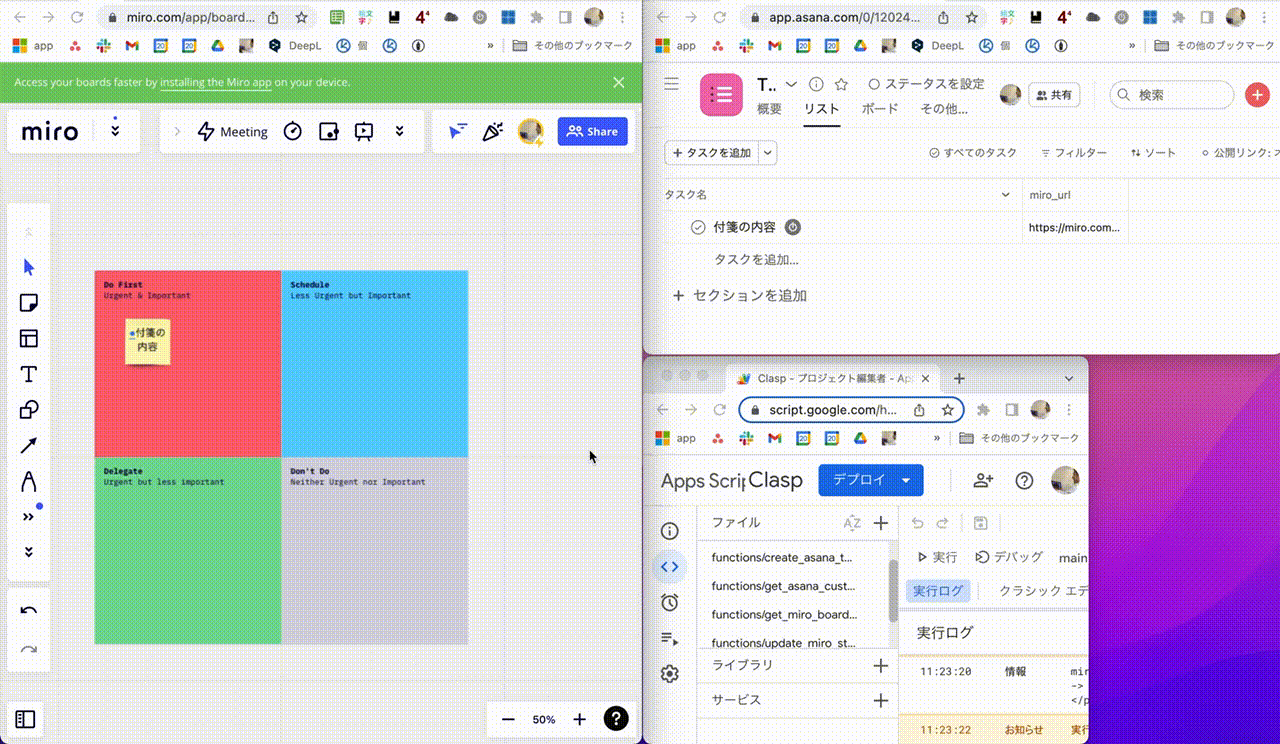 miro.com/app/board...
app
DeepL
個
»
その他のブックマーク
Access your boards faster by installing the Miro app on your device.
miro
Meeting
Share
Do First
Urgent & Important
付箋の
内容
Schedule
Less Urgent but Important
Delegate
Urgent but less important
Don't Do
Neither Urgent nor Important
50%
?
app.asana.com/0/12024...
app
DeepL
個
»
その他のブックマーク
T..
ステータスを設定
共有
検索
概要
リスト
ボード
その他...
+ タスクを追加
すべてのタスク
フィルター
ソート
公開リンク:
タスク名
miro_url
付箋の内容
https://miro.com...
タスクを追加...
+ セクションを追加
Clasp - プロジェクト編集者 - Ap
script.google.com/h...
app
»
その他のブックマーク
Apps Scrip Clasp
デプロイ
ファイル
AZ
functions/create_asana_t...
functions/get_asana_cust...
functions/get_miro_board...
functions/update_miro_st...
ライブラリ
サービス
実行
デバッグ
main
実行ログ
クラシック エデ
実行ログ
11:23:20
情報
mir
->
</p
11:23:22
お知らせ
実行